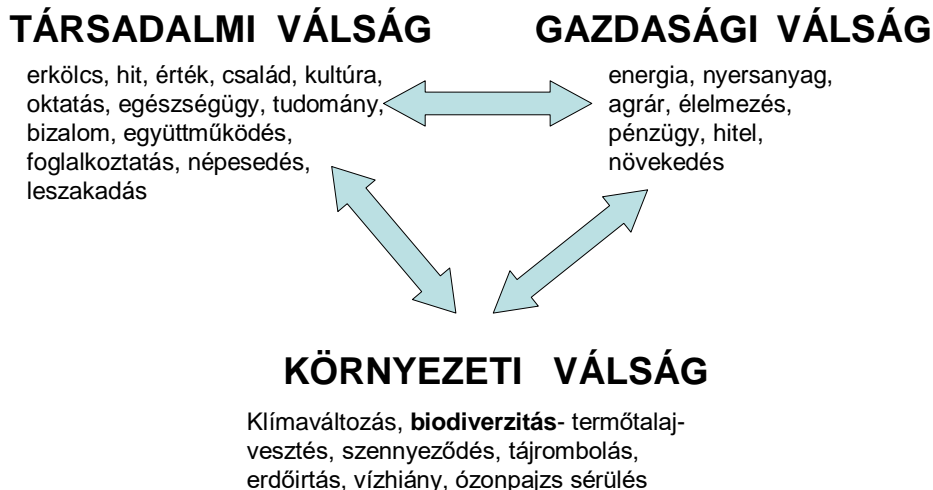 TÁRSADALMI VÁLSÁG
erkölcs, hit, érték, család, kultúra,
oktatás, egészségügy, tudomány,
bizalom, együttműködés,
foglalkoztatás, népesedés,
leszakadás
GAZDASÁGI VÁLSÁG
energia, nyersanyag,
agrár, élelmezés,
pénzügy, hitel,
növekedés
KÖRNYEZETI VÁLSÁG
Klímaváltozás, biodiverzitás- termőtalaj-
vesztés, szennyeződés, tájrombolás,
erdőirtás, vízhiány, ózonpajzs sérülés